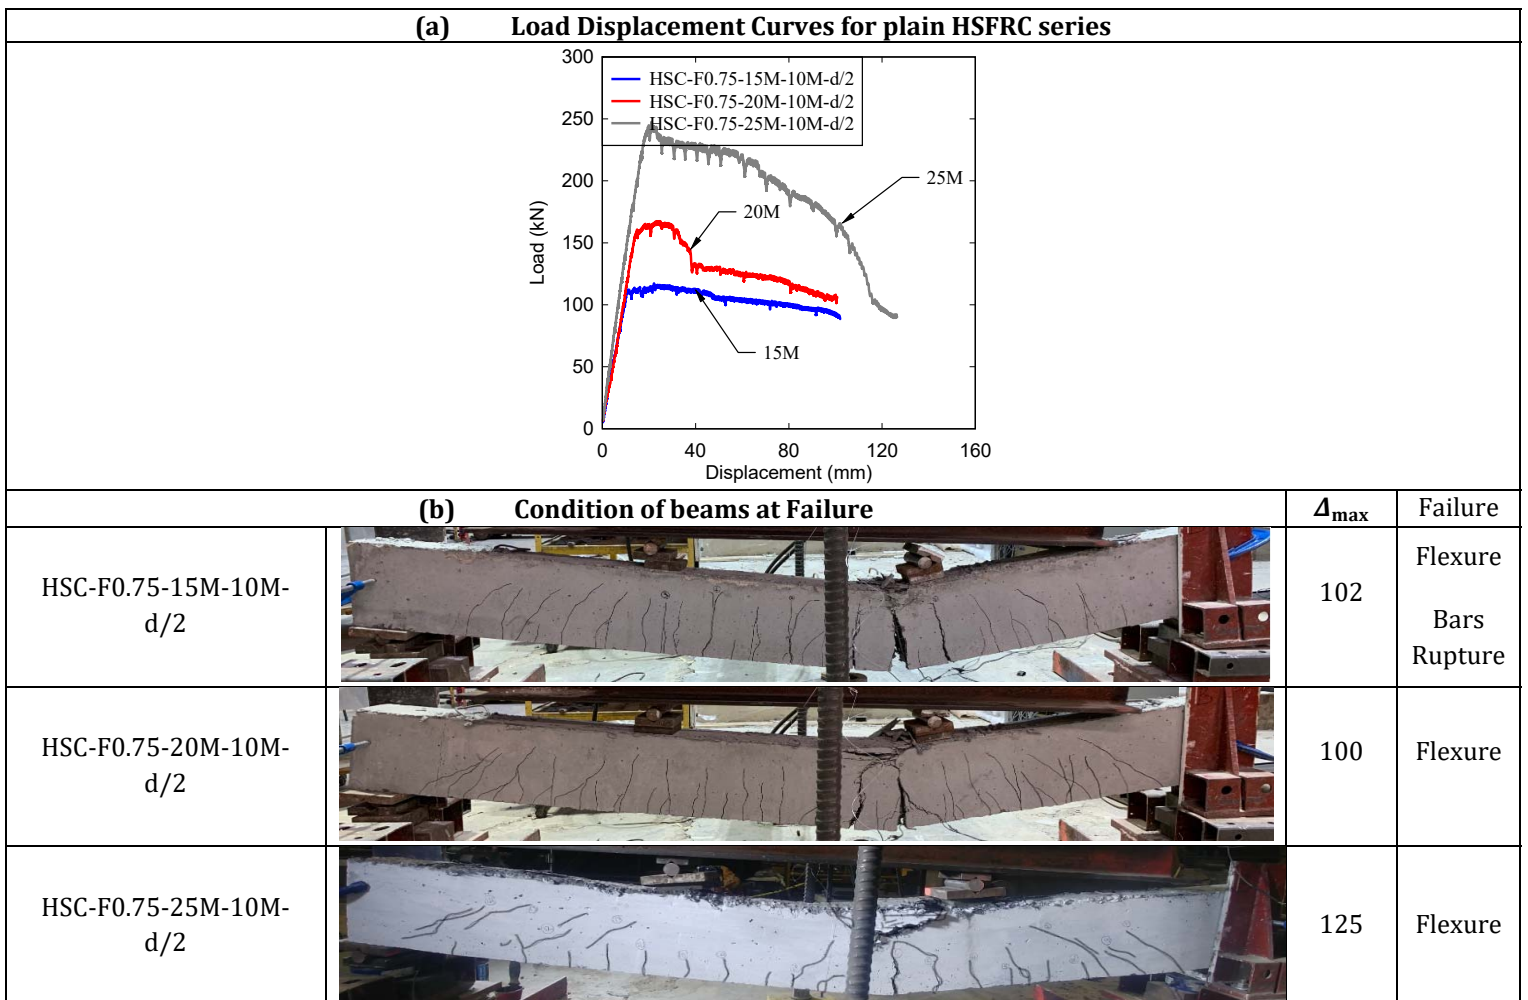 (a) Load Displacement Curves for plain HSFRC series
300
250
200
150
100
50
0
Load (kN)
HSC-F0.75-15M-10M-d/2
HSC-F0.75-20M-10M-d/2
HSC-F0.75-25M-10M-d/2
25M
20M
15M
0 40 80 120 160
Displacement (mm)
(b) Condition of beams at Failure Δmax Failure
HSC-F0.75-15M-10M-
d/2
102
Flexure
Bars
Rupture
HSC-F0.75-20M-10M-
d/2
100
Flexure
HSC-F0.75-25M-10M-
d/2
125
Flexure